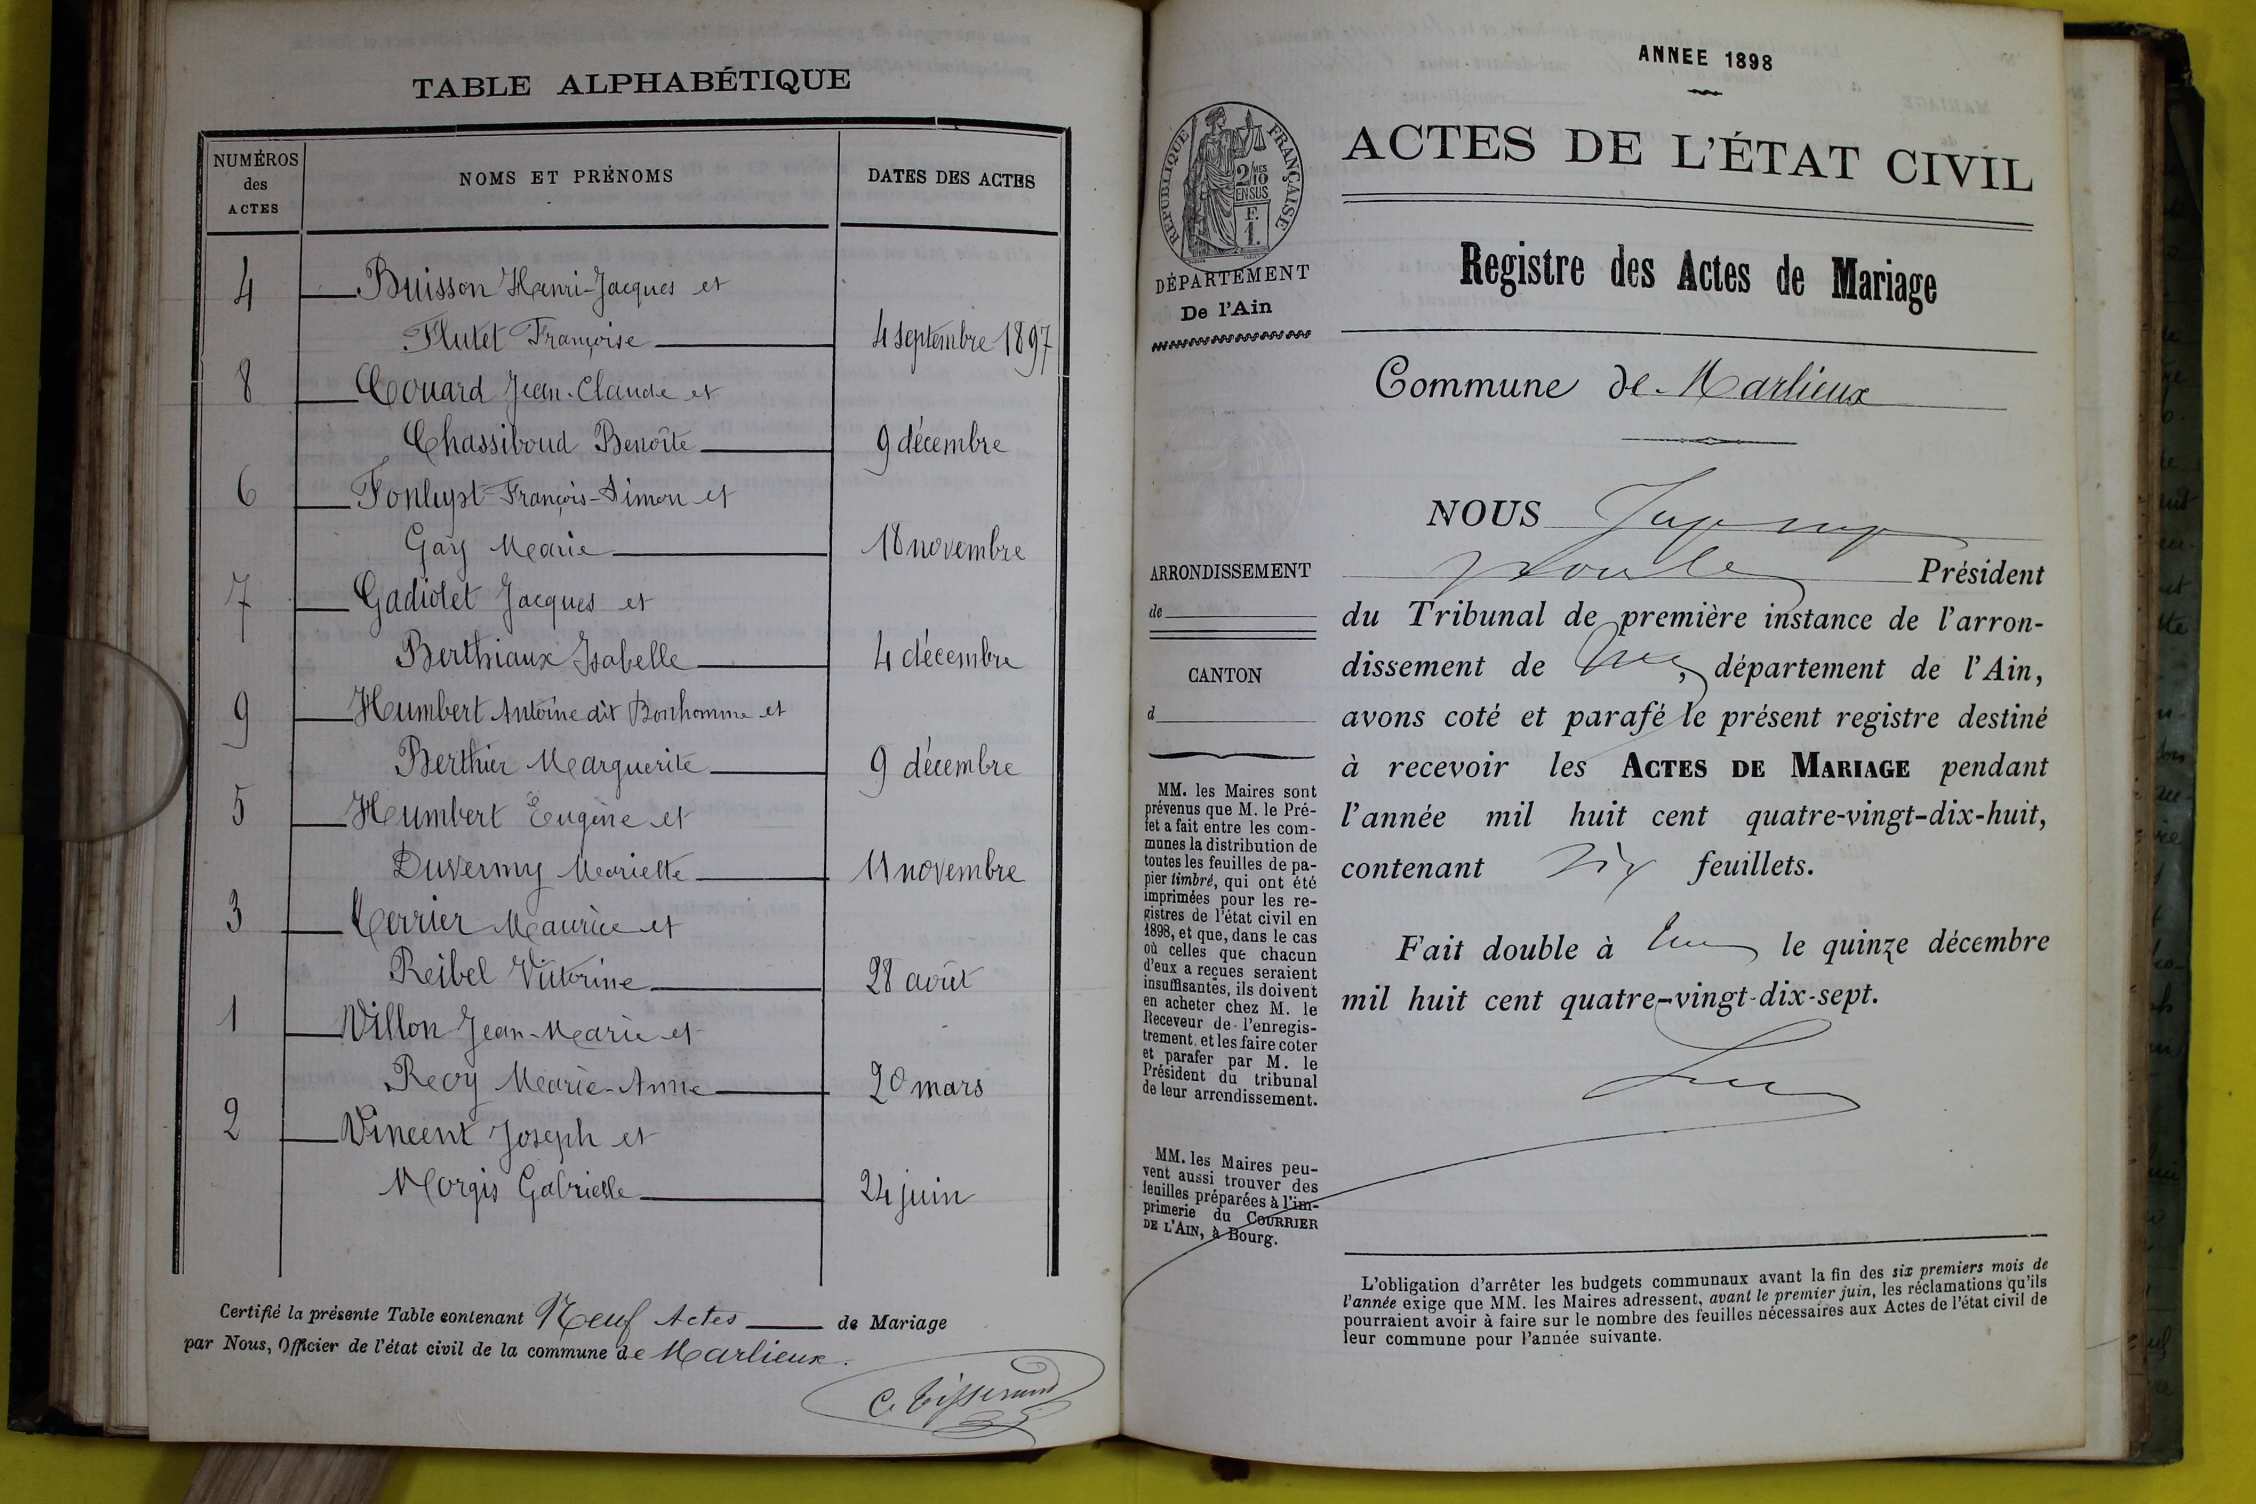 TABLE ALPHABÉTIQUE
NUMÉROS des ACTES
NOMS ET PRÉNOMS
DATES DES ACTES
4 Buisson Henri-Jacques et
Flutet Françoise 4 septembre 1897
8 Couard Jean-Claude et
Chassiboud Benoîte 9 décembre
6 François-Simon et
Gay Marie 18 novembre
7 Gadiolet Jacques et
Berthiaux Isabelle 4 décembre
9 Humbert Antoine dit Bonhomme et
Berthier Marguerite 9 décembre
5 Humbert Eugène et
Duvermy Mariette 11 novembre
3 Maurice et
Reibel Victorine 28 août
1 Villon Jean-Marie et
Recy Marie-Anne 20 mars
2 Vincent Joseph et
Morgis Gabrielle 24 juin
Certifié la présente Table contenant Neuf Actes de Mariage
par Nous, Officier de l'état civil de la commune de Marlieux.
C. Tisserand
ANNEE 1898
RÉPUBLIQUE FRANÇAISE
2/10 MES
EN SUS
F.
1.
DÉPARTEMENT
De l'Ain
ARRONDISSEMENT
de
CANTON
d
MM. les Maires sont
prévenus que M. le Pré-
fet a fait entre les com-
munes la distribution de
toutes les feuilles de pa-
pier timbré, qui ont été
imprimées pour les re-
gistres de l'état civil en
1898, et que, dans le cas
où celles que chacun
d'eux a reçues seraient
insuffisantes, ils doivent
en acheter chez M. le
Receveur de l'enregis-
trement, et les faire coter
et parafer par M. le
Président du tribunal
de leur arrondissement.
MM. les Maires peu-
vent aussi trouver des
feuilles préparées à l'im-
primerie du COURRIER
DE L'AIN, à Bourg.
ACTES DE L'ÉTAT CIVIL
Registre des Actes de Mariage
Commune de Marlieux
NOUS
Président
du Tribunal de première instance de l'arron-
dissement de , département de l'Ain,
avons coté et parafé le présent registre destiné
à recevoir les ACTES DE MARIAGE pendant
l'année mil huit cent quatre-vingt-dix-huit,
contenant feuillets.
Fait double à le quinze décembre
mil huit cent quatre-vingt-dix-sept.
L'obligation d'arrêter les budgets communaux avant la fin des six premiers mois de
l'année exige que MM. les Maires adressent, avant le premier juin, les réclamations qu'ils
pourraient avoir à faire sur le nombre des feuilles nécessaires aux Actes de l'état civil de
leur commune pour l'année suivante.